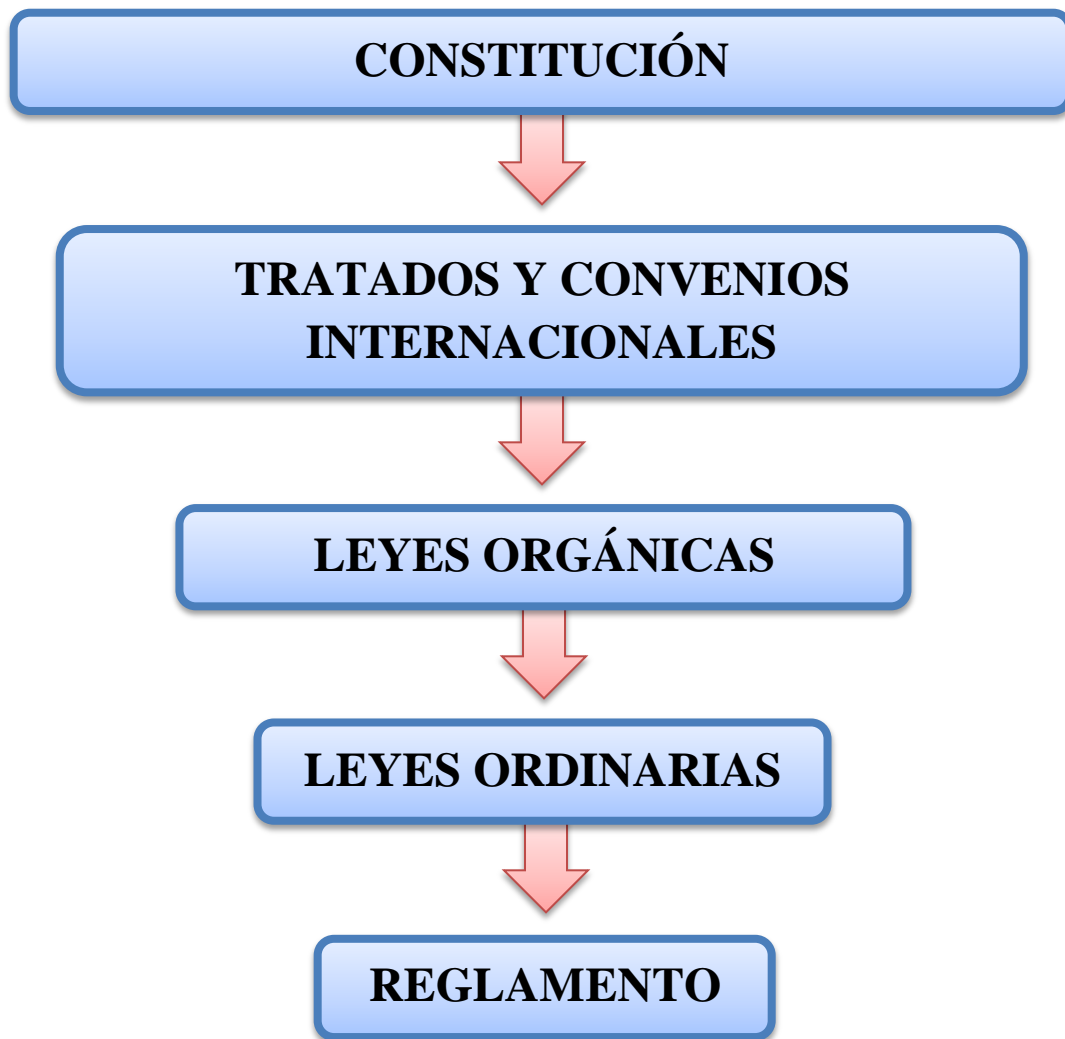 CONSTITUCIÓN
TRATADOS Y CONVENIOS
INTERNACIONALES
LEYES ORGÁNICAS
LEYES ORDINARIAS
REGLAMENTO